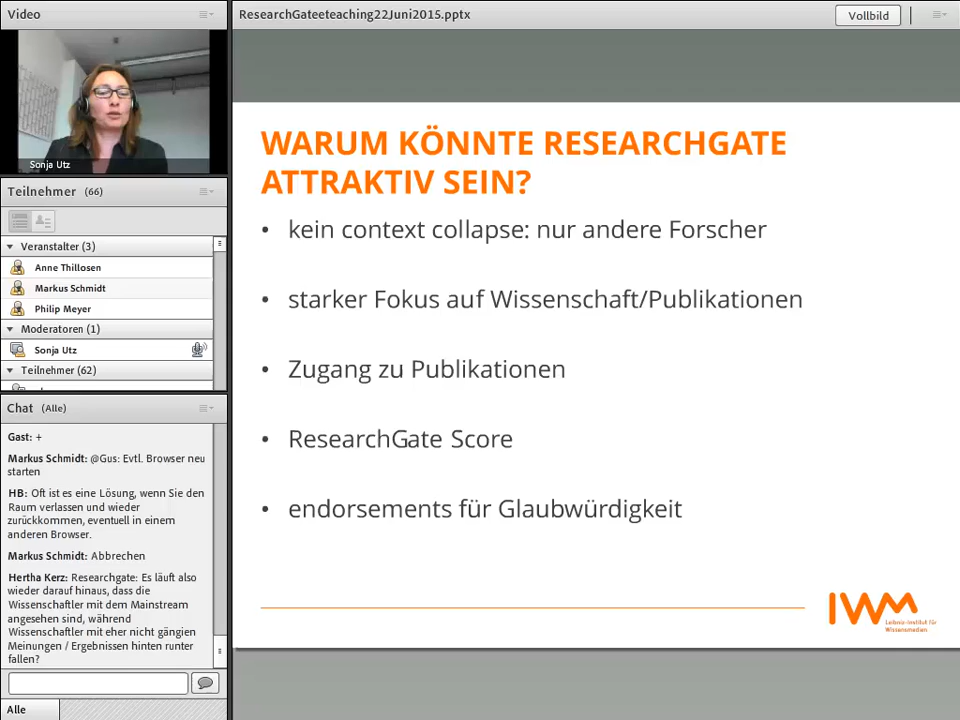 Video
Sonja Utz
Teilnehmer (66)
Veranstalter (3)
Anne Thillosen
Markus Schmidt
Philip Meyer
Moderatoren (1)
Sonja Utz
Teilnehmer (62)
Chat (Alle)
Gast: +
Markus Schmidt: @Gus: Evtl. Browser neu
starten
HB: Oft ist es eine Lösung, wenn Sie den
Raum verlassen und wieder
zurückkommen, eventuell in einem
anderen Browser.
Markus Schmidt: Abbrechen
Hertha Kerz: Researchgate: Es läuft also
wieder darauf hinaus, dass die
Wissenschaftler mit dem Mainstream
angesehen sind, während
Wissenschaftler mit eher nicht gängien
Meinungen / Ergebnissen hinten runter
fallen?
Alle
ResearchGateeteaching22Juni2015.pptx
Vollbild
WARUM KÖNNTE RESEARCHGATE
ATTRAKTIV SEIN?
• kein context collapse: nur andere Forscher
• starker Fokus auf Wissenschaft/Publikationen
• Zugang zu Publikationen
• ResearchGate Score
• endorsements für Glaubwürdigkeit
IWM
Leibniz-Institut für
Wissensmedien